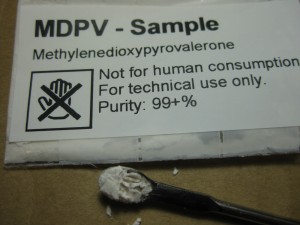 MDPV - Sample
Methylenedioxypyrovalerone
Not for human consumption
For technical use only.
Purity: 99+%